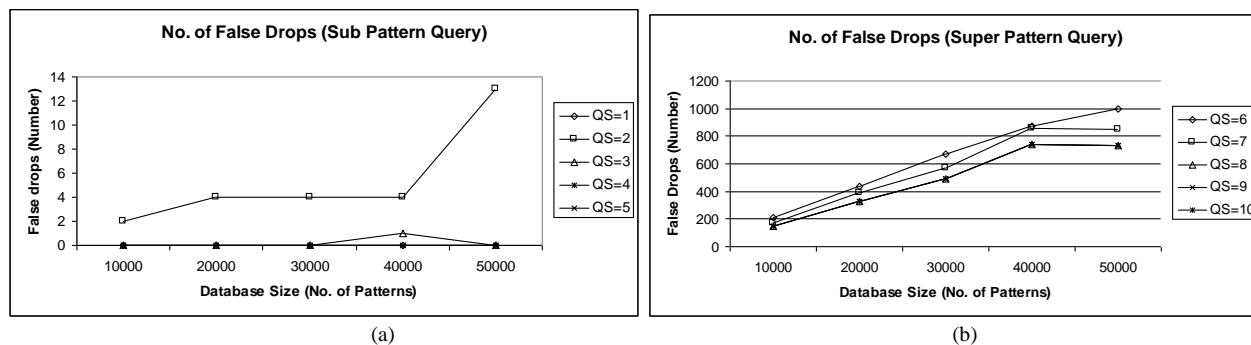 No. of False Drops (Sub Pattern Query)
False drops (Number)
14
12
10
8
6
4
2
0
10000 20000 30000 40000 50000
Database Size (No. of Patterns)
QS=1
QS=2
QS=3
QS=4
QS=5
(a)
No. of False Drops (Super Pattern Query)
False Drops (Number)
1200
1000
800
600
400
200
0
10000 20000 30000 40000 50000
Database Size (No. of Patterns)
QS=6
QS=7
QS=8
QS=9
QS=10
(b)